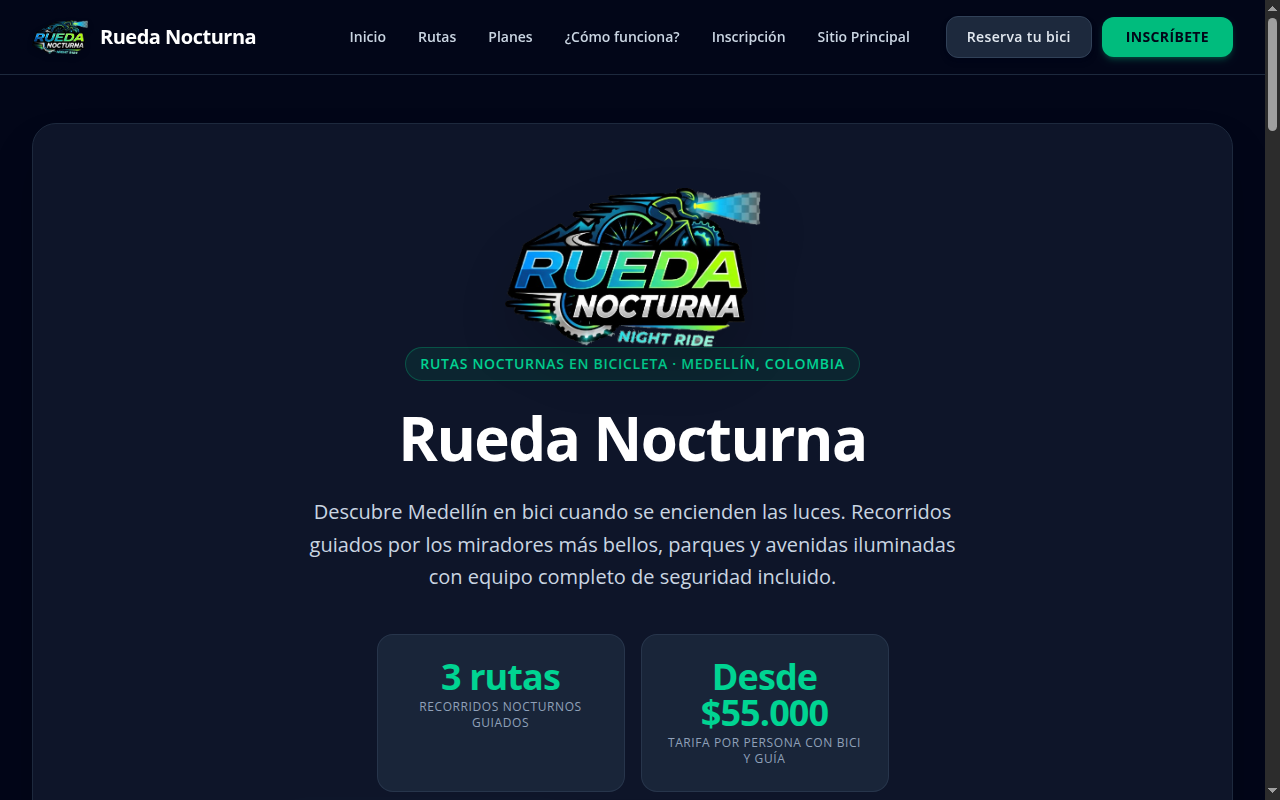 RUEDA
NOCTURNA
NIGHT RIDE
Rueda Nocturna
Inicio
Rutas
Planes
¿Cómo funciona?
Inscripción
Sitio Principal
Reserva tu bici
INSCRÍBETE
RUEDA
NOCTURNA
NIGHT RIDE
RUTAS NOCTURNAS EN BICICLETA · MEDELLÍN, COLOMBIA
Rueda Nocturna
Descubre Medellín en bici cuando se encienden las luces. Recorridos
guiados por los miradores más bellos, parques y avenidas iluminadas
con equipo completo de seguridad incluido.
3 rutas
RECORRIDOS NOCTURNOS
GUIADOS
Desde
$55.000
TARIFA POR PERSONA CON BICI
Y GUÍA